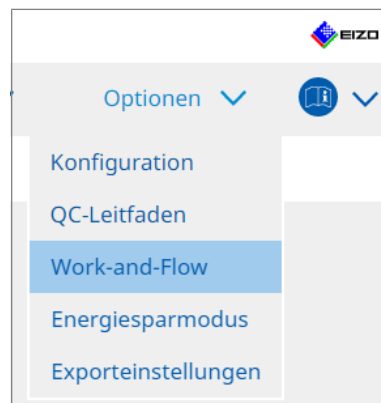 EIZO
Optionen
Konfiguration
QC-Leitfaden
Work-and-Flow
Energiesparmodus
Exporteinstellungen